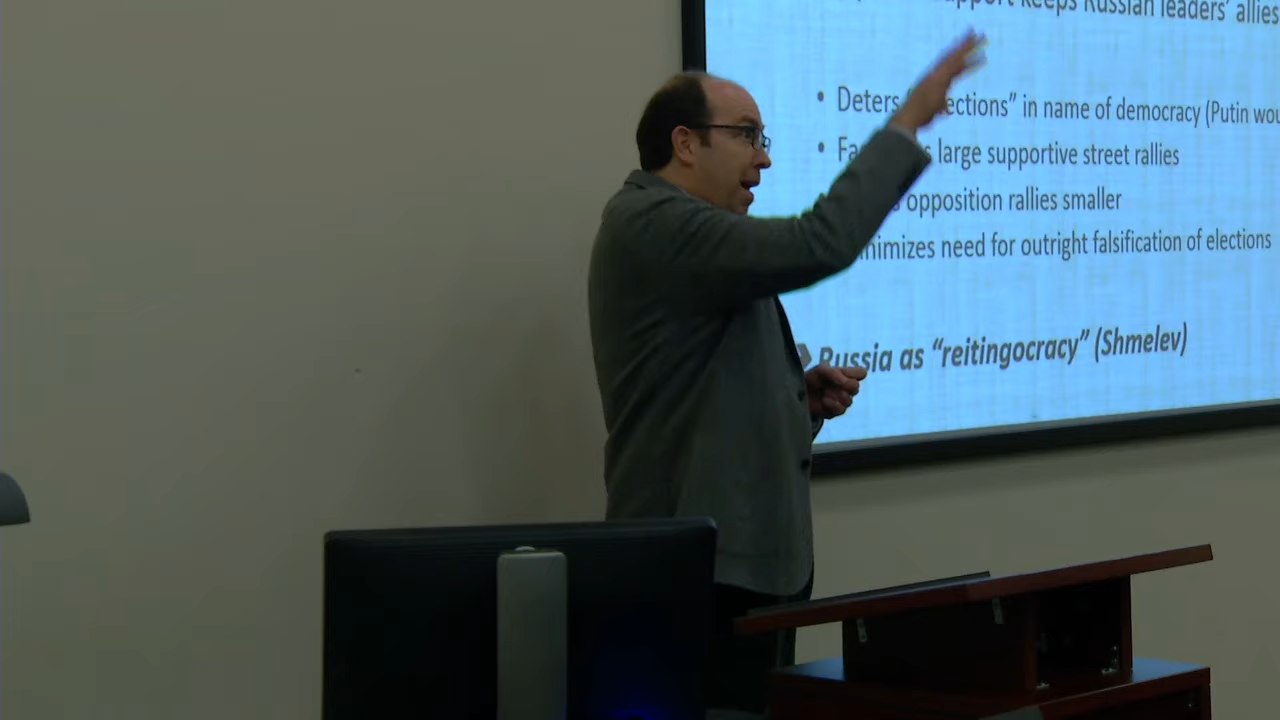 support keeps Russian leaders' allies
• Deters ections" in name of democracy (Putin wou
• Fa large supportive street rallies
opposition rallies smaller
nimizes need for outright falsification of elections
Russia as "reitingocracy" (Shmelev)